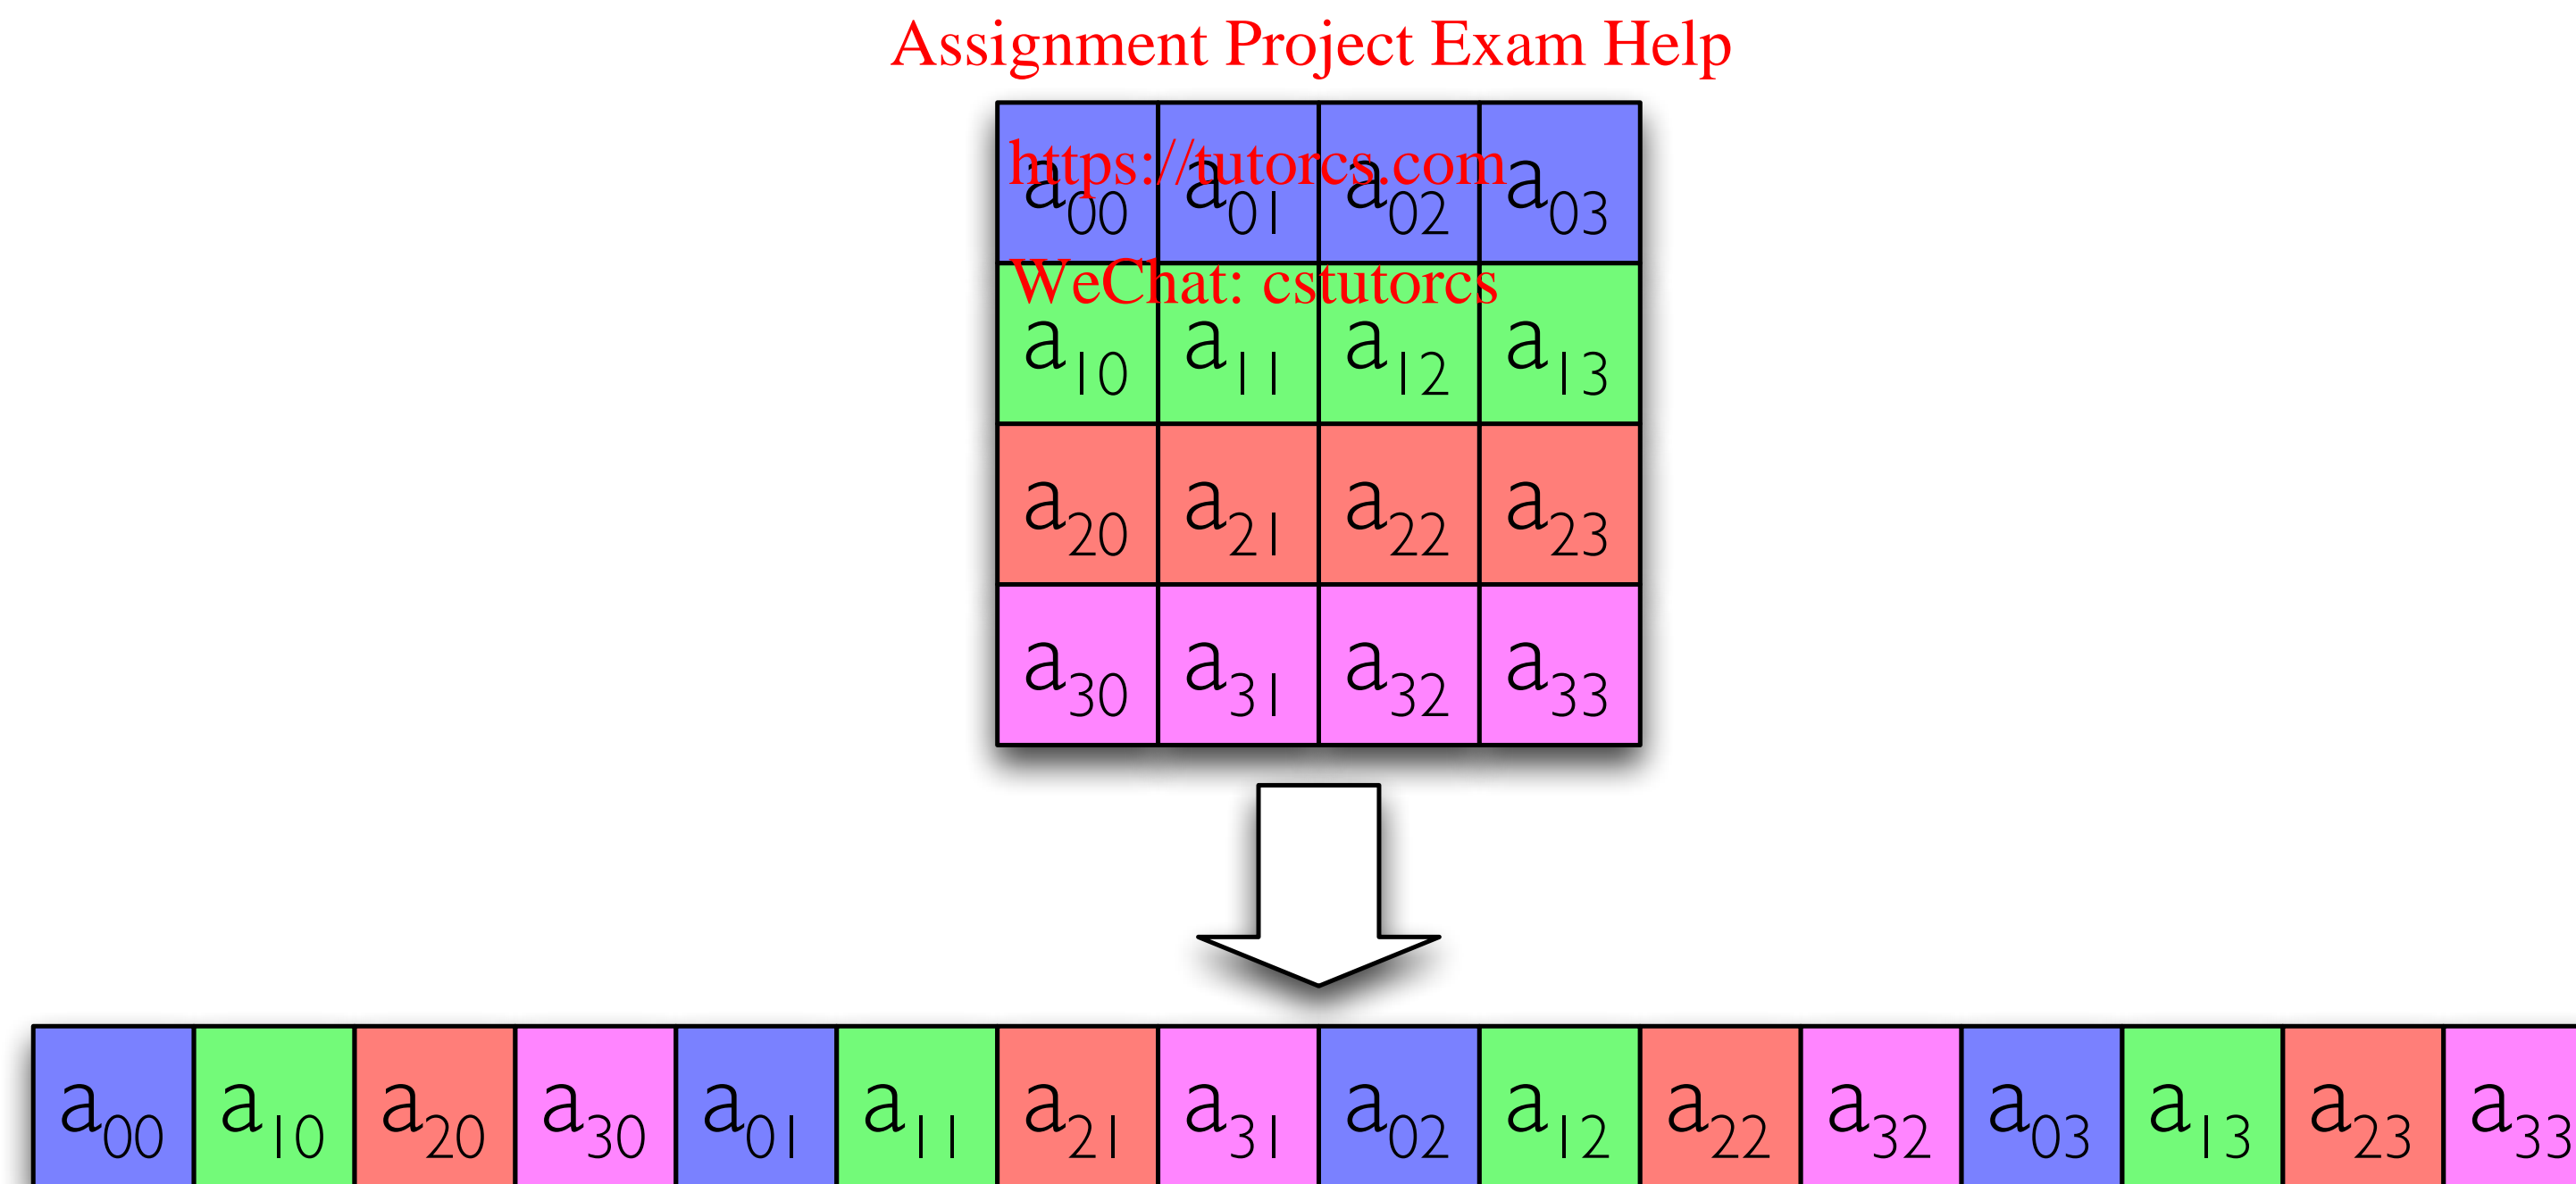 Assignment Project Exam Help
https://tutorcs.com
a00 a01 a02 a03
WeChat: cstutorcs
a10 a11 a12 a13
a20 a21 a22 a23
a30 a31 a32 a33
a00 a10 a20 a30 a01 a11 a21 a31 a02 a12 a22 a32 a03 a13 a23 a33